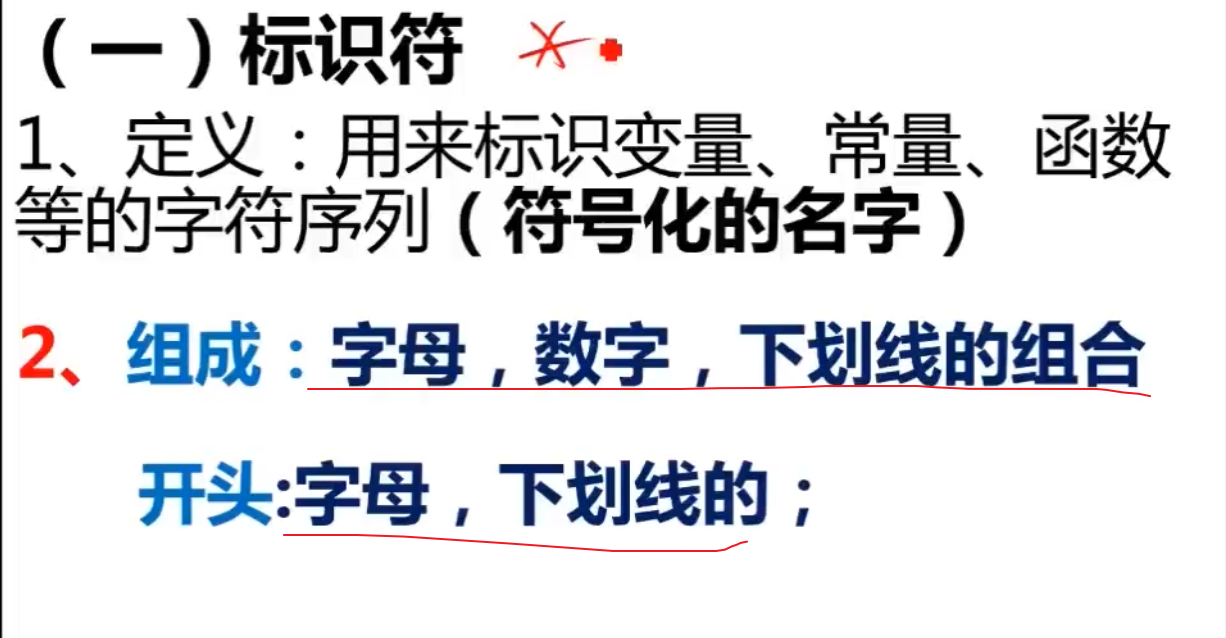 （一）标识符
1、定义：用来标识变量、常量、函数
等的字符序列（符号化的名字）
2、组成：字母，数字，下划线的组合
开头:字母，下划线的；